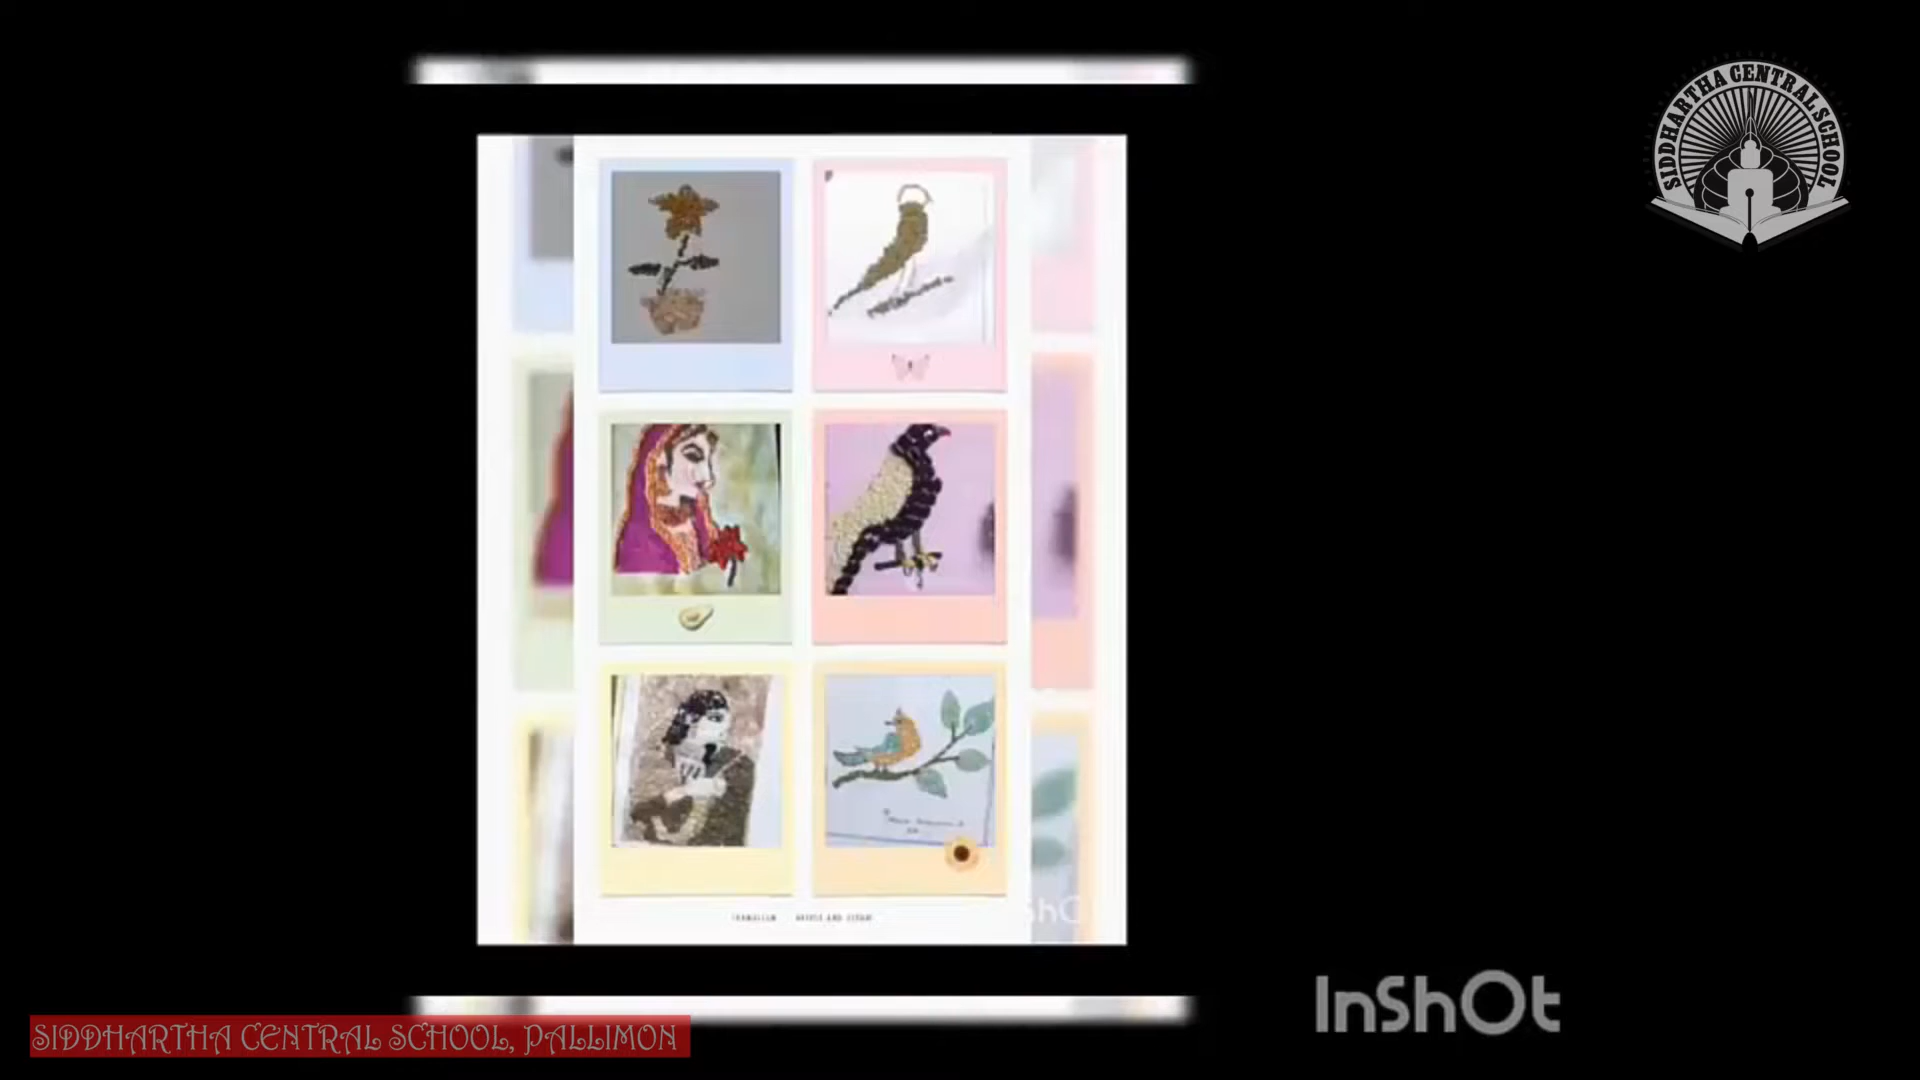 SIDDHARTHA CENTRAL SCHOOL
InShOt
SIDDHARTHA CENTRAL SCHOOL, PALLIMON